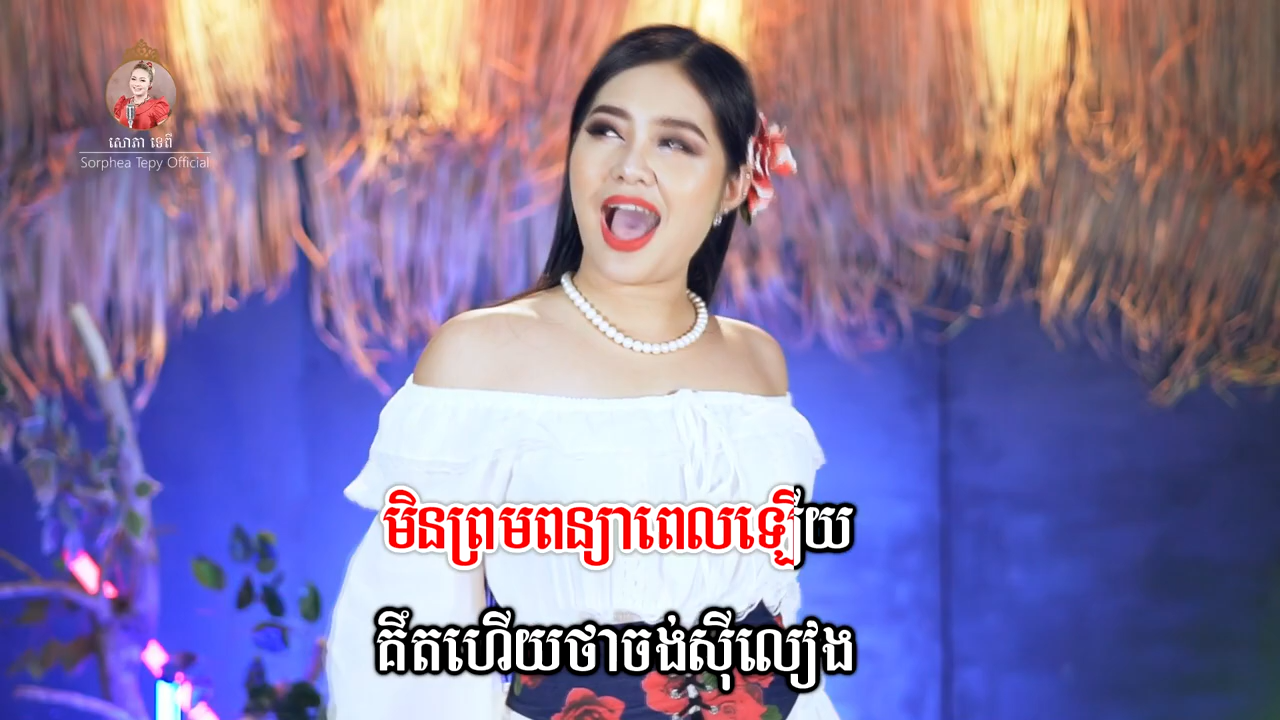 សោភា ទេពី
Sorphea Tepy Official
មិនព្រមពន្យាពេលឡើយ
គឹតហើយថាចង់ស៊ីលៀង